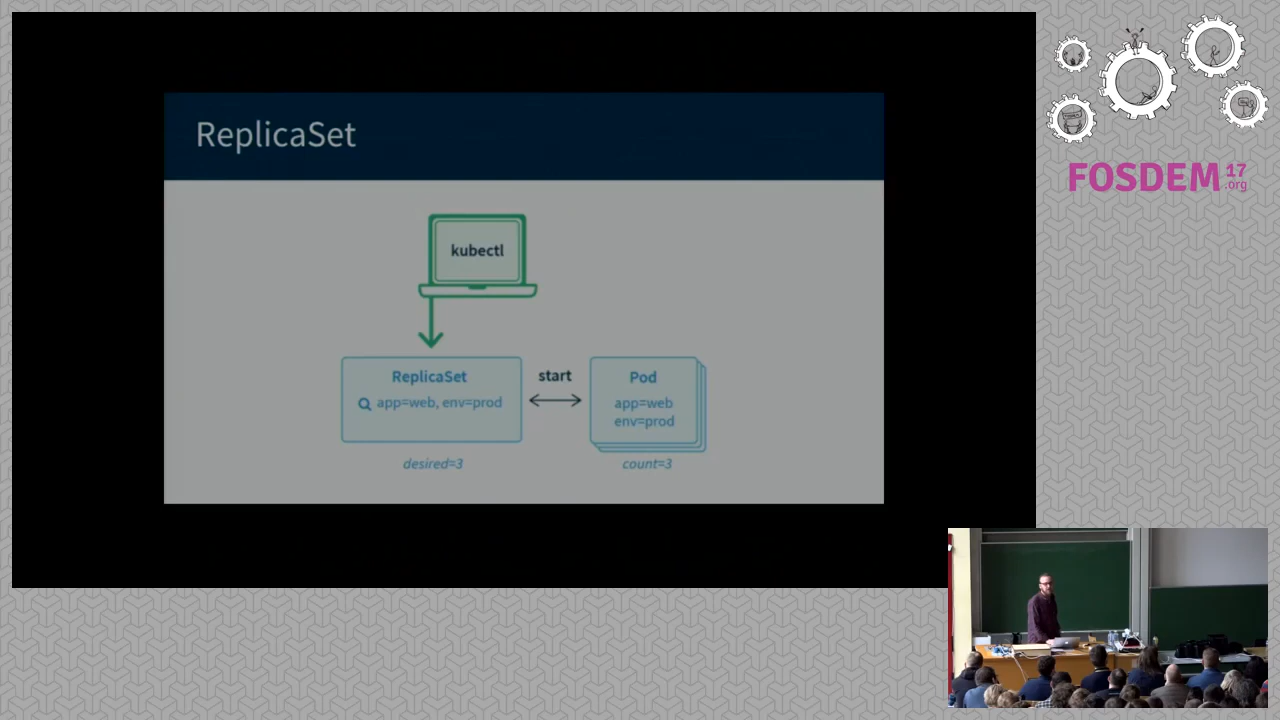 ReplicaSet
kubectl
ReplicaSet
app=web, env=prod
desired=3
start
Pod
app=web
env=prod
count=3
FOSDEM 17
.org